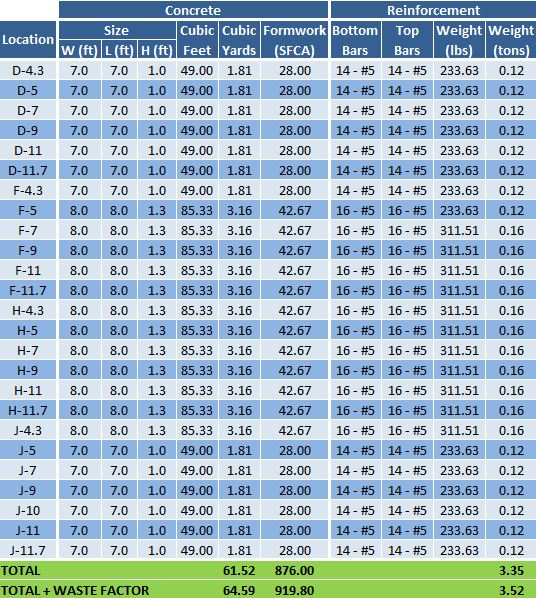 Concrete Reinforcement
Location Size Cubic Feet Cubic Yards Formwork (SFCA) Bottom Bars Top Bars Weight (lbs) Weight (tons)
W (ft) L (ft) H (ft)
D-4.3 7.0 7.0 1.0 49.00 1.81 28.00 14 - #5 14 - #5 233.63 0.12
D-5 7.0 7.0 1.0 49.00 1.81 28.00 14 - #5 14 - #5 233.63 0.12
D-7 7.0 7.0 1.0 49.00 1.81 28.00 14 - #5 14 - #5 233.63 0.12
D-9 7.0 7.0 1.0 49.00 1.81 28.00 14 - #5 14 - #5 233.63 0.12
D-11 7.0 7.0 1.0 49.00 1.81 28.00 14 - #5 14 - #5 233.63 0.12
D-11.7 7.0 7.0 1.0 49.00 1.81 28.00 14 - #5 14 - #5 233.63 0.12
F-4.3 7.0 7.0 1.0 49.00 1.81 28.00 14 - #5 14 - #5 233.63 0.12
F-5 8.0 8.0 1.3 85.33 3.16 42.67 16 - #5 16 - #5 233.63 0.12
F-7 8.0 8.0 1.3 85.33 3.16 42.67 16 - #5 16 - #5 311.51 0.16
F-9 8.0 8.0 1.3 85.33 3.16 42.67 16 - #5 16 - #5 311.51 0.16
F-11 8.0 8.0 1.3 85.33 3.16 42.67 16 - #5 16 - #5 311.51 0.16
F-11.7 8.0 8.0 1.3 85.33 3.16 42.67 16 - #5 16 - #5 311.51 0.16
H-4.3 8.0 8.0 1.3 85.33 3.16 42.67 16 - #5 16 - #5 311.51 0.16
H-5 8.0 8.0 1.3 85.33 3.16 42.67 16 - #5 16 - #5 311.51 0.16
H-7 8.0 8.0 1.3 85.33 3.16 42.67 16 - #5 16 - #5 311.51 0.16
H-9 8.0 8.0 1.3 85.33 3.16 42.67 16 - #5 16 - #5 311.51 0.16
H-11 8.0 8.0 1.3 85.33 3.16 42.67 16 - #5 16 - #5 311.51 0.16
H-11.7 8.0 8.0 1.3 85.33 3.16 42.67 16 - #5 16 - #5 311.51 0.16
J-4.3 8.0 8.0 1.3 85.33 3.16 42.67 16 - #5 16 - #5 311.51 0.16
J-5 7.0 7.0 1.0 49.00 1.81 28.00 14 - #5 14 - #5 233.63 0.12
J-7 7.0 7.0 1.0 49.00 1.81 28.00 14 - #5 14 - #5 233.63 0.12
J-9 7.0 7.0 1.0 49.00 1.81 28.00 14 - #5 14 - #5 233.63 0.12
J-10 7.0 7.0 1.0 49.00 1.81 28.00 14 - #5 14 - #5 233.63 0.12
J-11 7.0 7.0 1.0 49.00 1.81 28.00 14 - #5 14 - #5 233.63 0.12
J-11.7 7.0 7.0 1.0 49.00 1.81 28.00 14 - #5 14 - #5 233.63 0.12
TOTAL 61.52 876.00 3.35
TOTAL + WASTE FACTOR 64.59 919.80 3.52